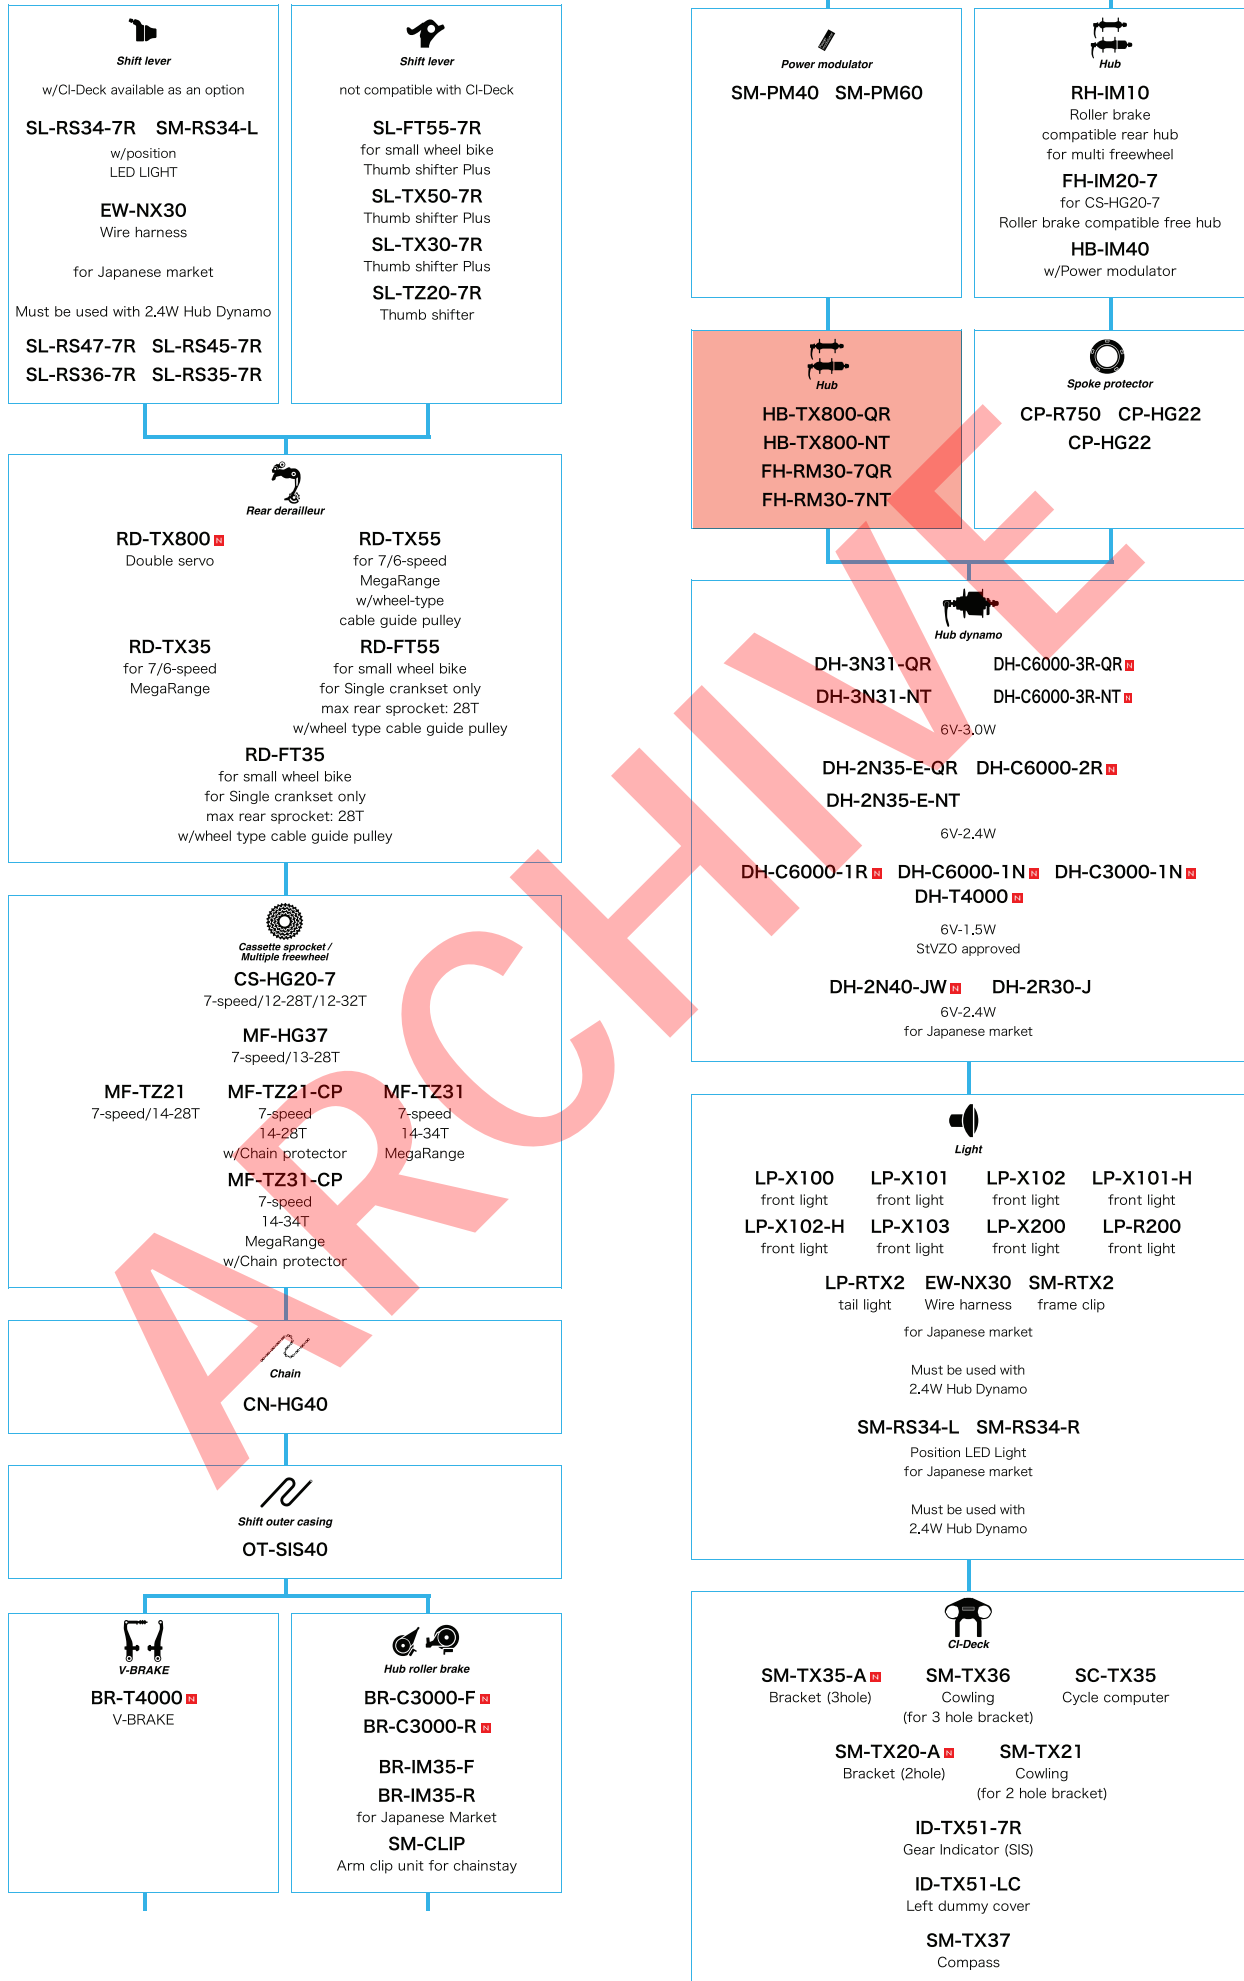 Shift lever
w/CI-Deck available as an option
SL-RS34-7R SM-RS34-L
w/position
LED LIGHT
EW-NX30
Wire harness
for Japanese market
Must be used with 2.4W Hub Dynamo
SL-RS47-7R SL-RS45-7R
SL-RS36-7R SL-RS35-7R
Shift lever
not compatible with CI-Deck
SL-FT55-7R
for small wheel bike
Thumb shifter Plus
SL-TX50-7R
Thumb shifter Plus
SL-TX30-7R
Thumb shifter Plus
SL-TZ20-7R
Thumb shifter
Rear derailleur
RD-TX800 N
Double servo
RD-TX55
for 7/6-speed
MegaRange
w/wheel-type
cable guide pulley
RD-TX35
for 7/6-speed
MegaRange
RD-FT55
for small wheel bike
for Single crankset only
max rear sprocket: 28T
w/wheel type cable guide pulley
RD-FT35
for small wheel bike
for Single crankset only
max rear sprocket: 28T
w/wheel type cable guide pulley
Cassette sprocket /
Multiple freewheel
CS-HG20-7
7-speed/12-28T/12-32T
MF-HG37
7-speed/13-28T
MF-TZ21
7-speed/14-28T
MF-TZ21-CP
7-speed
14-28T
w/Chain protector
MF-TZ31
7-speed
14-34T
MegaRange
MF-TZ31-CP
7-speed
14-34T
MegaRange
w/Chain protector
Chain
CN-HG40
Shift outer casing
OT-SIS40
V-BRAKE
BR-T4000 N
V-BRAKE
Hub roller brake
BR-C3000-F N
BR-C3000-R N
BR-IM35-F
BR-IM35-R
for Japanese Market
SM-CLIP
Arm clip unit for chainstay
Power modulator
SM-PM40 SM-PM60
Hub
RH-IM10
Roller brake
compatible rear hub
for multi freewheel
FH-IM20-7
for CS-HG20-7
Roller brake compatible free hub
HB-IM40
w/Power modulator
Hub
HB-TX800-QR
HB-TX800-NT
FH-RM30-7QR
FH-RM30-7NT
Spoke protector
CP-R750 CP-HG22
CP-HG22
Hub dynamo
DH-3N31-QR DH-C6000-3R-QR N
DH-3N31-NT DH-C6000-3R-NT N
6V-3.0W
DH-2N35-E-QR DH-C6000-2R N
DH-2N35-E-NT
6V-2.4W
DH-C6000-1R N DH-C6000-1N N DH-C3000-1N N
DH-T4000 N
6V-1.5W
StVZO approved
DH-2N40-JW N DH-2R30-J
6V-2.4W
for Japanese market
Light
LP-X100 LP-X101 LP-X102 LP-X101-H
front light front light front light front light
LP-X102-H LP-X103 LP-X200 LP-R200
front light front light front light front light
LP-RTX2 EW-NX30 SM-RTX2
tail light Wire harness frame clip
for Japanese market
Must be used with
2.4W Hub Dynamo
SM-RS34-L SM-RS34-R
Position LED Light
for Japanese market
Must be used with
2.4W Hub Dynamo
CI-Deck
SM-TX35-A N
Bracket (3hole)
SM-TX36
Cowling
(for 3 hole bracket)
SC-TX35
Cycle computer
SM-TX20-A N
Bracket (2hole)
SM-TX21
Cowling
(for 2 hole bracket)
ID-TX51-7R
Gear Indicator (SIS)
ID-TX51-LC
Left dummy cover
SM-TX37
Compass
ARCHIVE